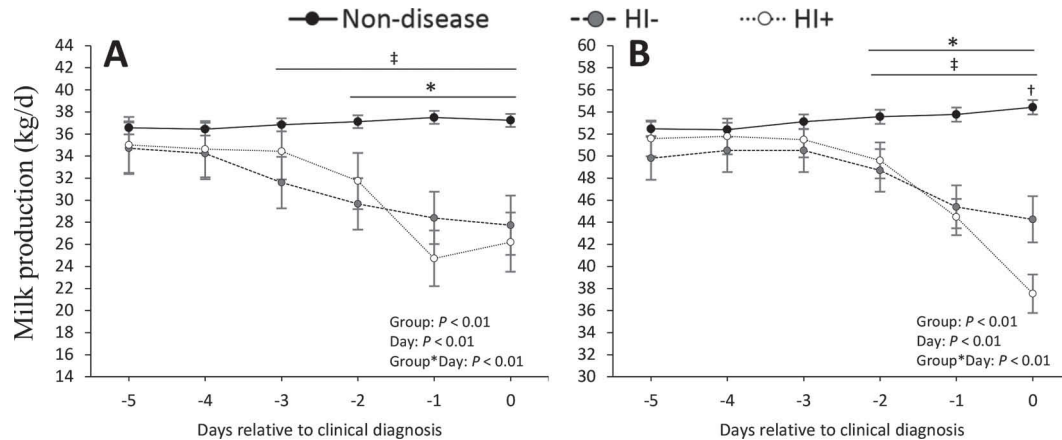 Non-disease HI- HI+
A
‡
*
Milk production (kg/d)
44
42
40
38
36
34
32
30
28
26
24
22
20
18
16
14
Group: P < 0.01
Day: P < 0.01
Group*Day: P < 0.01
-5 -4 -3 -2 -1 0
Days relative to clinical diagnosis
B
*
‡
†
60
58
56
54
52
50
48
46
44
42
40
38
36
34
32
30
Group: P < 0.01
Day: P < 0.01
Group*Day: P < 0.01
-5 -4 -3 -2 -1 0
Days relative to clinical diagnosis